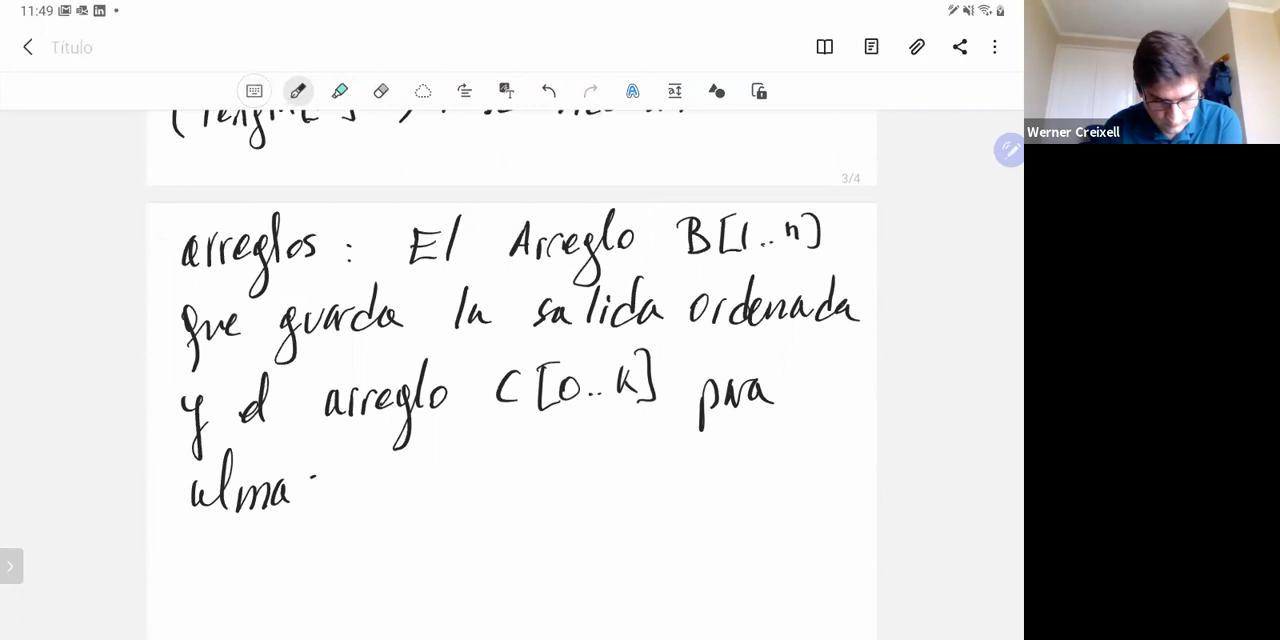 11:49
Título
3/4
arreglos: El Arreglo B[1..n]
que guarda la salida ordenada
y el arreglo C[0..k] para
alma
Werner Creixell